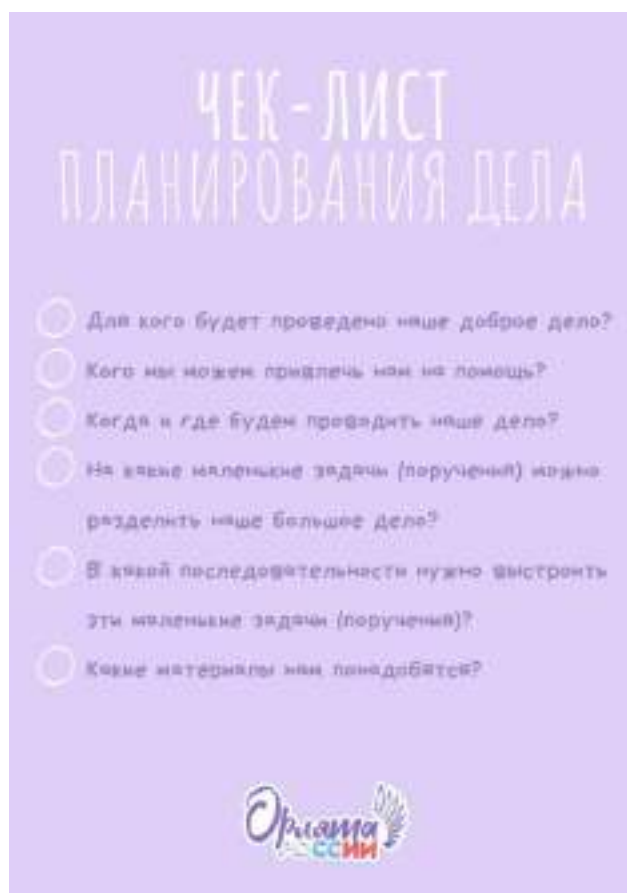 ЧЕК-ЛИСТ
ПЛАНИРОВАНИЯ ДЕЛА
Для кого будет проведено наше доброе дело?
Кого мы можем привлечь нам на помощь?
Когда и где будем проводить наше дело?
На какие маленькие задачи (поручения) можно
разделить наше большое дело?
В какой последовательности нужно выстроить
эти маленькие задачи (поручения)?
Какие материалы нам понадобятся?
Орлята
ССИИ